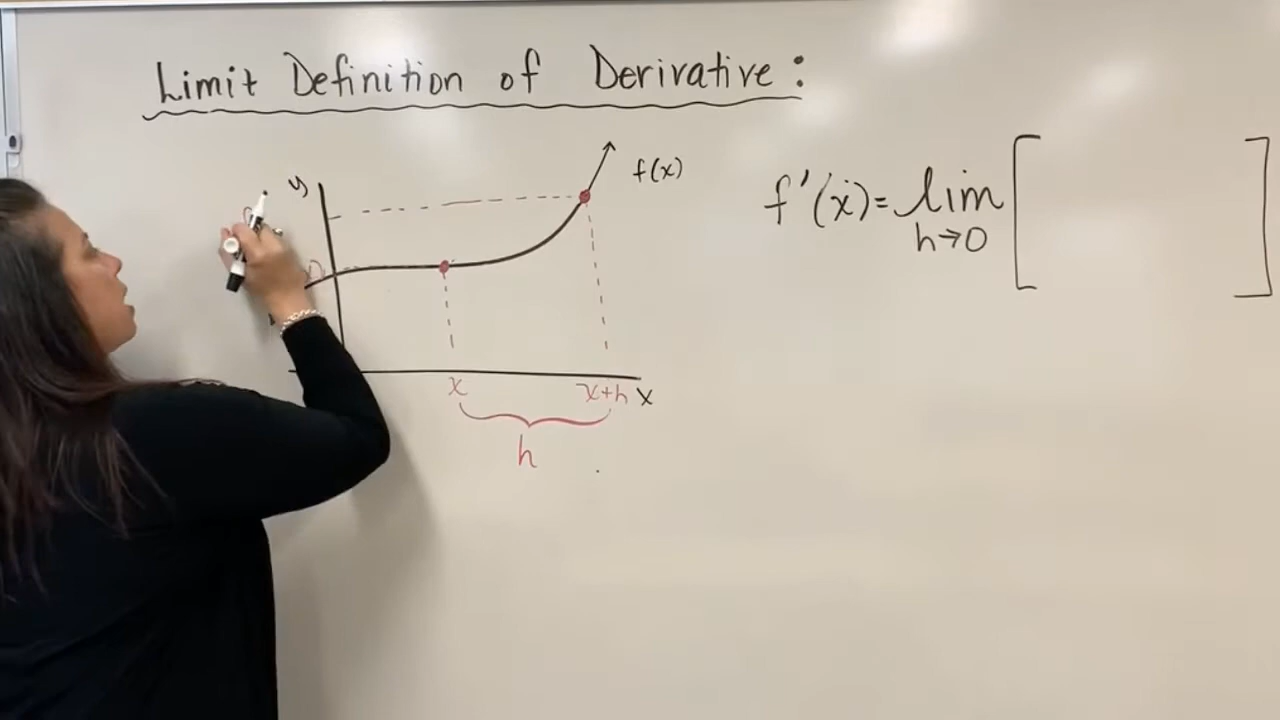 Limit Definition of Derivative:
y
f(x)
f'(x)= lim
h→0
x
x+h
x
h